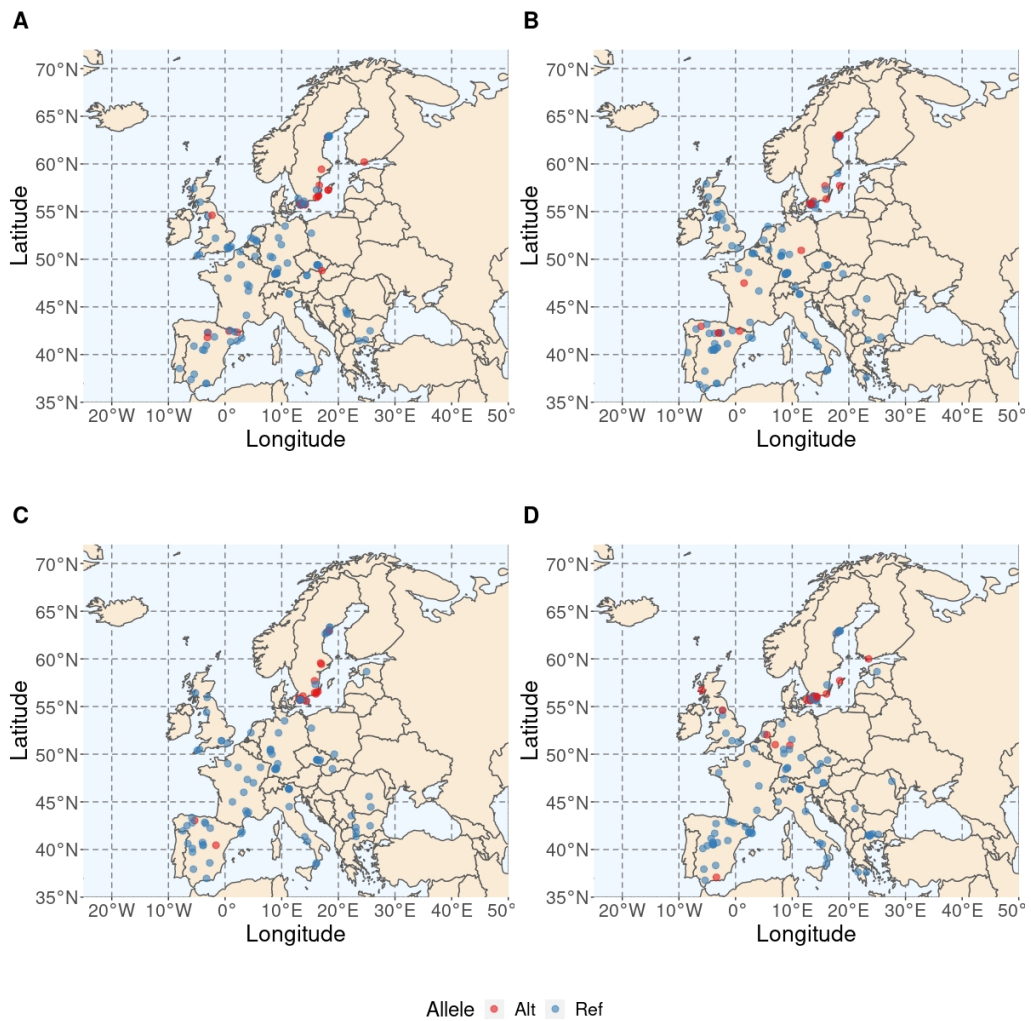 A
B
70°N 70°N
65°N 65°N
60°N 60°N
55°N 55°N
50°N 50°N
45°N 45°N
40°N 40°N
35°N 35°N
Latitude Latitude
20°W 10°W 0° 10°E 20°E 30°E 40°E 50° 20°W 10°W 0° 10°E 20°E 30°E 40°E 50°
Longitude Longitude
C
D
70°N 70°N
65°N 65°N
60°N 60°N
55°N 55°N
50°N 50°N
45°N 45°N
40°N 40°N
35°N 35°N
Latitude Latitude
20°W 10°W 0° 10°E 20°E 30°E 40°E 50° 20°W 10°W 0° 10°E 20°E 30°E 40°E 50°
Longitude Longitude
Allele Alt Ref